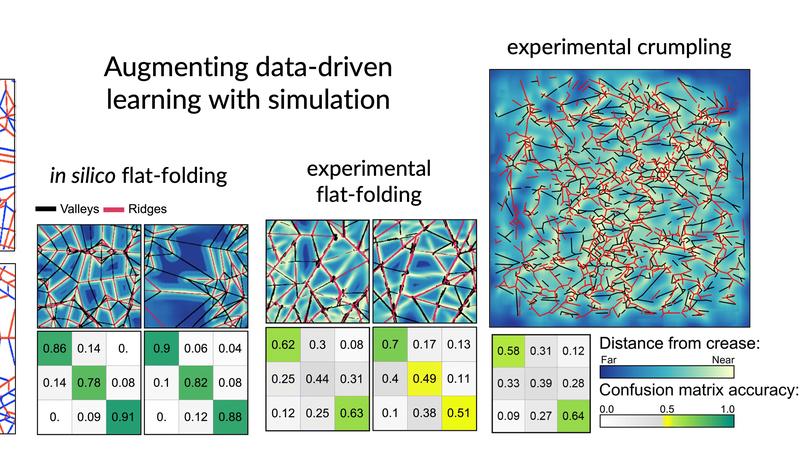 experimental crumpling
Augmenting data-driven
learning with simulation
in silico flat-folding
experimental
flat-folding
Valleys Ridges
0.86 0.14 0.
0.14 0.78 0.08
0. 0.09 0.91
0.9 0.06 0.04
0.1 0.82 0.08
0. 0.12 0.88
0.62 0.3 0.08
0.25 0.44 0.31
0.12 0.25 0.63
0.7 0.17 0.13
0.4 0.49 0.11
0.1 0.38 0.51
0.58 0.31 0.12
0.33 0.39 0.28
0.09 0.27 0.64
Distance from crease:
Far Near
Confusion matrix accuracy:
0.0 0.5 1.0